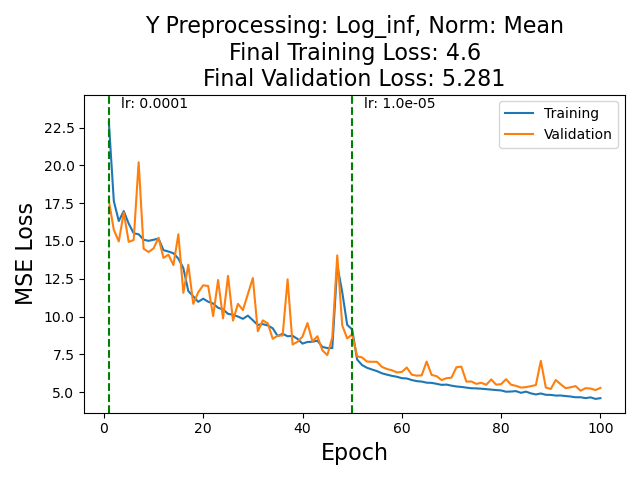 Y Preprocessing: Log_inf, Norm: Mean
Final Training Loss: 4.6
Final Validation Loss: 5.281
lr: 0.0001
lr: 1.0e-05
Training
Validation
22.5
20.0
17.5
15.0
12.5
10.0
7.5
5.0
MSE Loss
0
20
40
60
80
100
Epoch